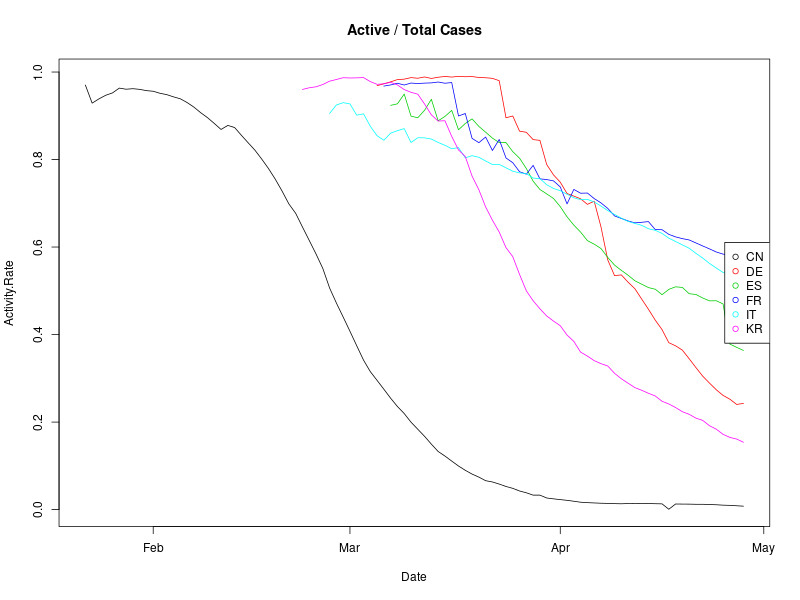 Active / Total Cases
Activity.Rate
1.0
0.8
0.6
0.4
0.2
0.0
CN
DE
ES
FR
IT
KR
Feb Mar Apr May
Date